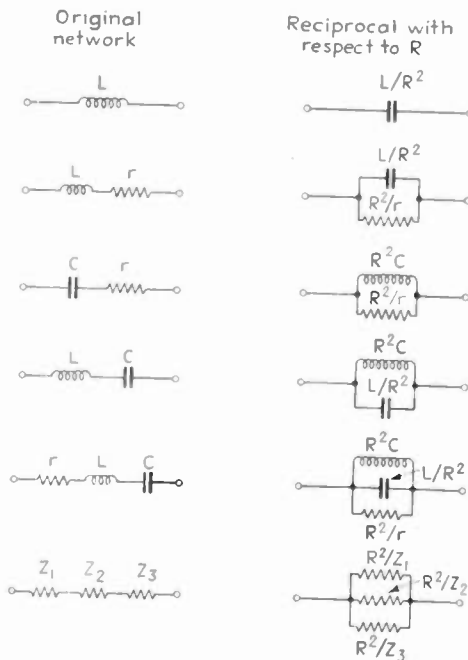 Original
network
Reciprocal with
respect to R
L
L/R²
L r
L/R²
R²/r
C r
R²C
R²/r
L C
R²C
L/R²
r L C
R²C
L/R²
R²/r
Z₁ Z₂ Z₃
R²/Z₁
R²/Z₂
R²/Z₃